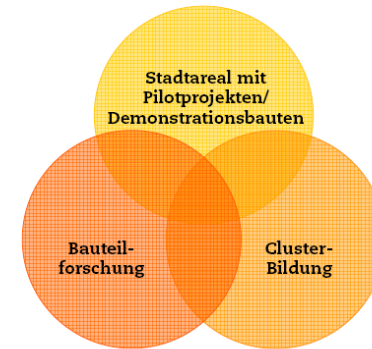 Stadtareal mit
Pilotprojekten/
Demonstrationsbauten
Bauteil-
forschung
Cluster-
Bildung